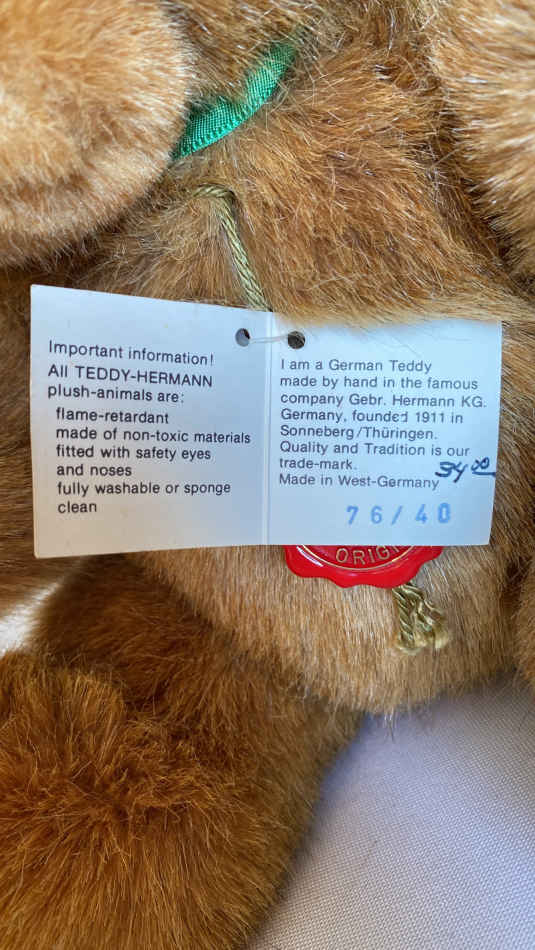 Important information!
All TEDDY-HERMANN
plush-animals are:
flame-retardant
made of non-toxic materials
fitted with safety eyes
and noses
fully washable or sponge
clean
I am a German Teddy
made by hand in the famous
company Gebr. Hermann KG.
Germany, founded 1911 in
Sonneberg/Thüringen.
Quality and Tradition is our
trade-mark.
Made in West-Germany
54 00
76/40